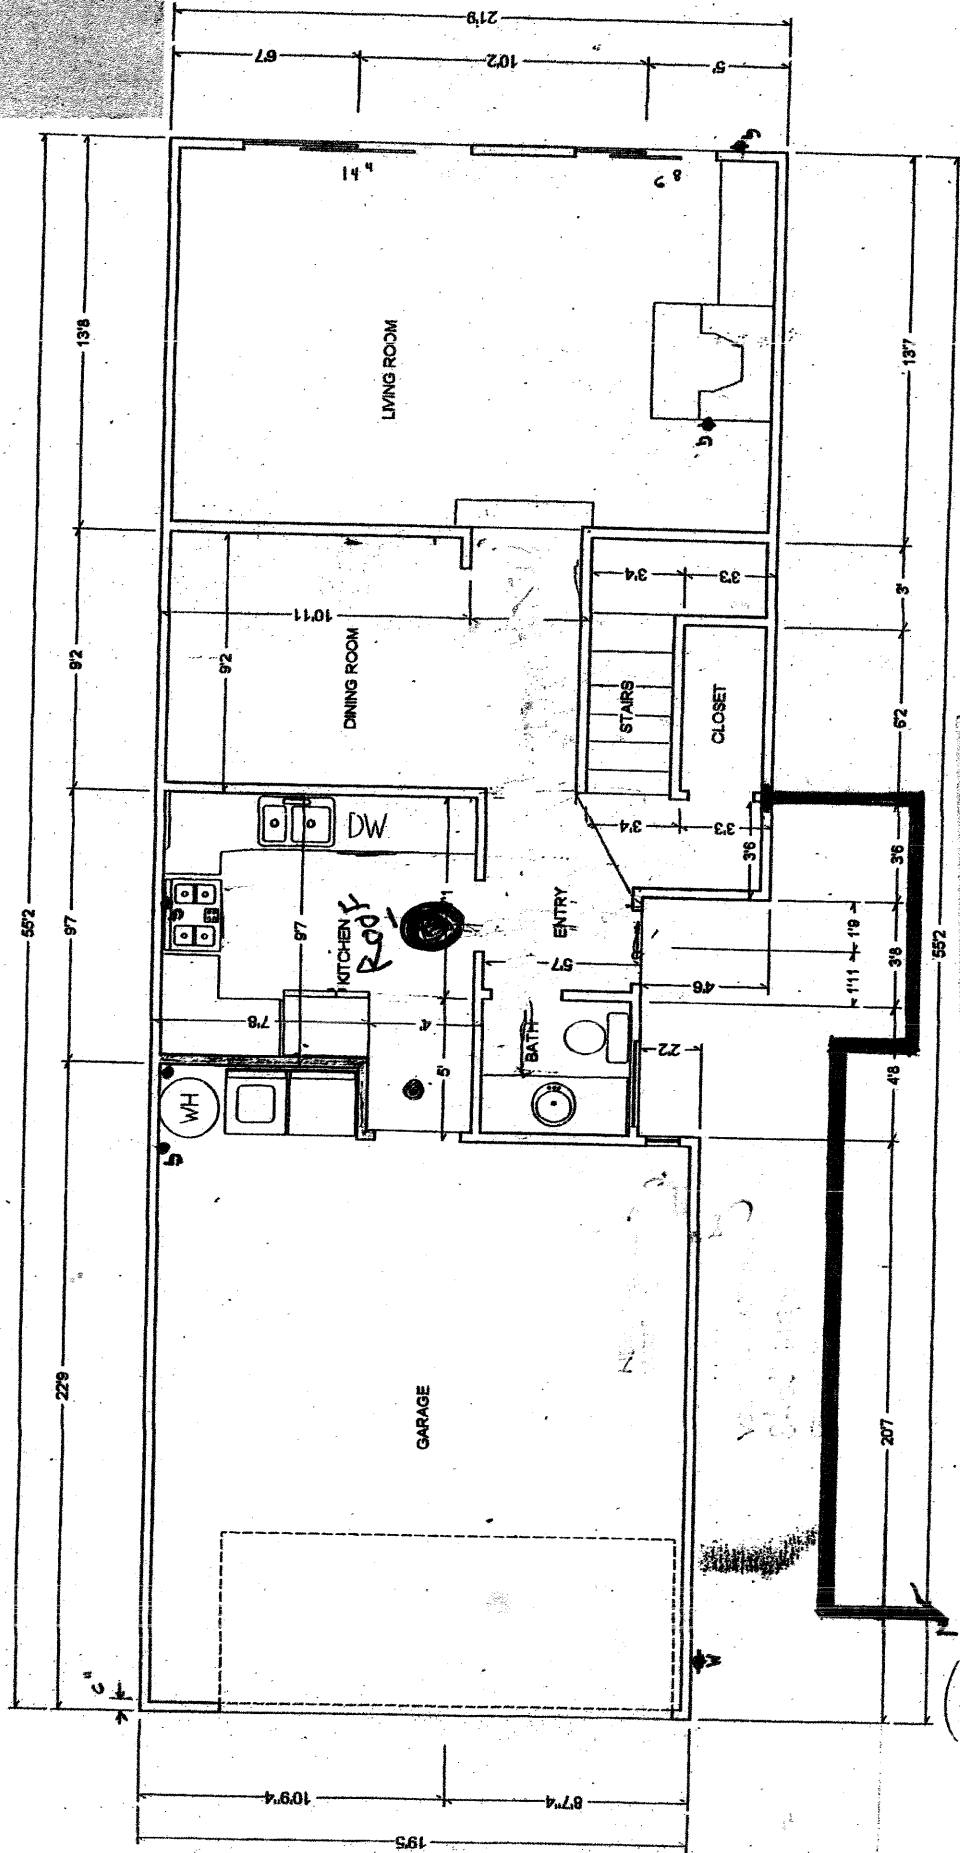 21'9
6'7
10'2
5'
14"
13'8
LIVING ROOM
13'7
G
G
3'4
3'3
3'
10'11
9'2
9'2
DINING ROOM
STAIRS
CLOSET
6'2
DW
3'4
3'3
3'6
3'6
55'2
9'7
9'7
KITCHEN
ROOF
ENTRY
5'7
4'6
1'9
1'11
3'8
55'2
7'8
4'
BATH
2'2
5'
4'8
WH
G
22'9
GARAGE
20'7
W
6"
10'9"4
8'7"4
19'5